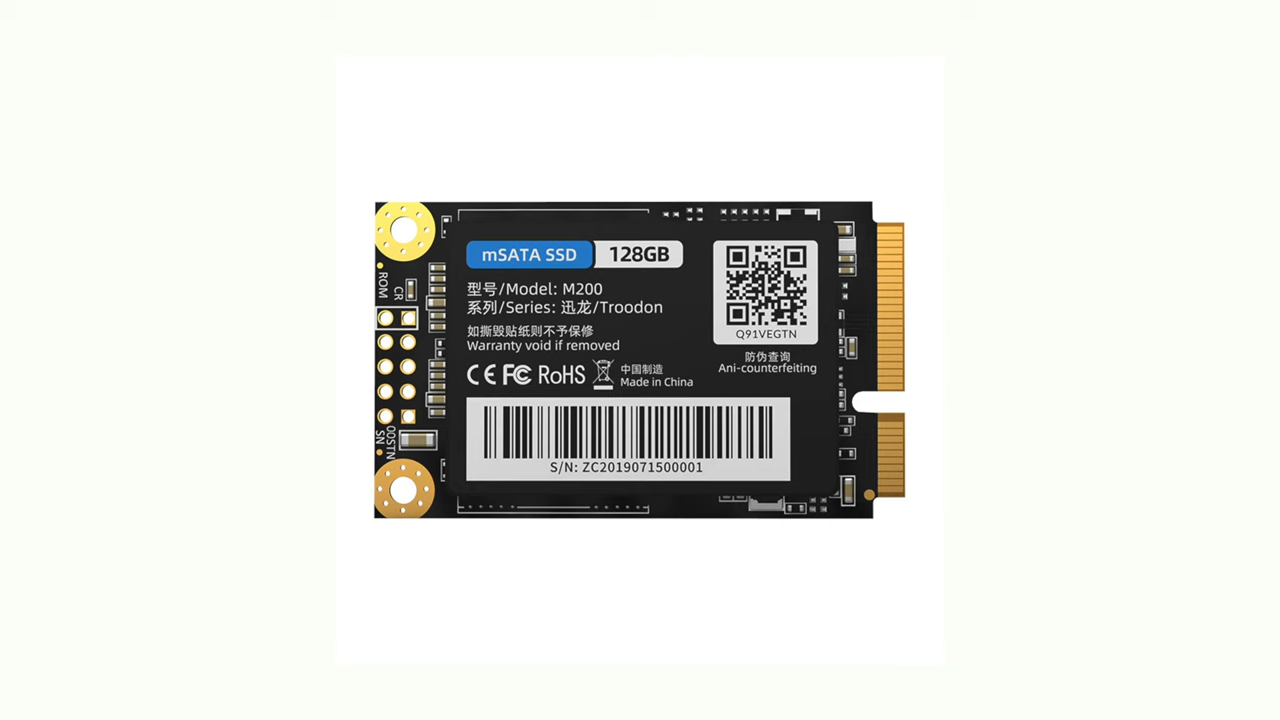 mSATA SSD 128GB
型号/Model: M200
系列/Series: 迅龙/Troodon
如撕毁贴纸则不予保修
Warranty void if removed
CE FC RoHS
中国制造
Made in China
Q91VEGTN
防伪查询
Ani-counterfeiting
S/N: ZC2019071500001
ROM
CR
SN